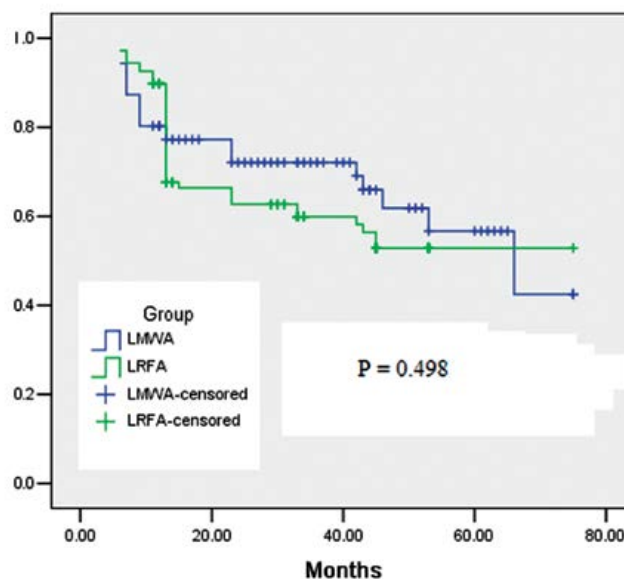 1.0
0.8
0.6
0.4
0.2
0.0
Group
LMWA
LRFA
LMWA-censored
LRFA-censored
P = 0.498
0.00 20.00 40.00 60.00 80.00
Months